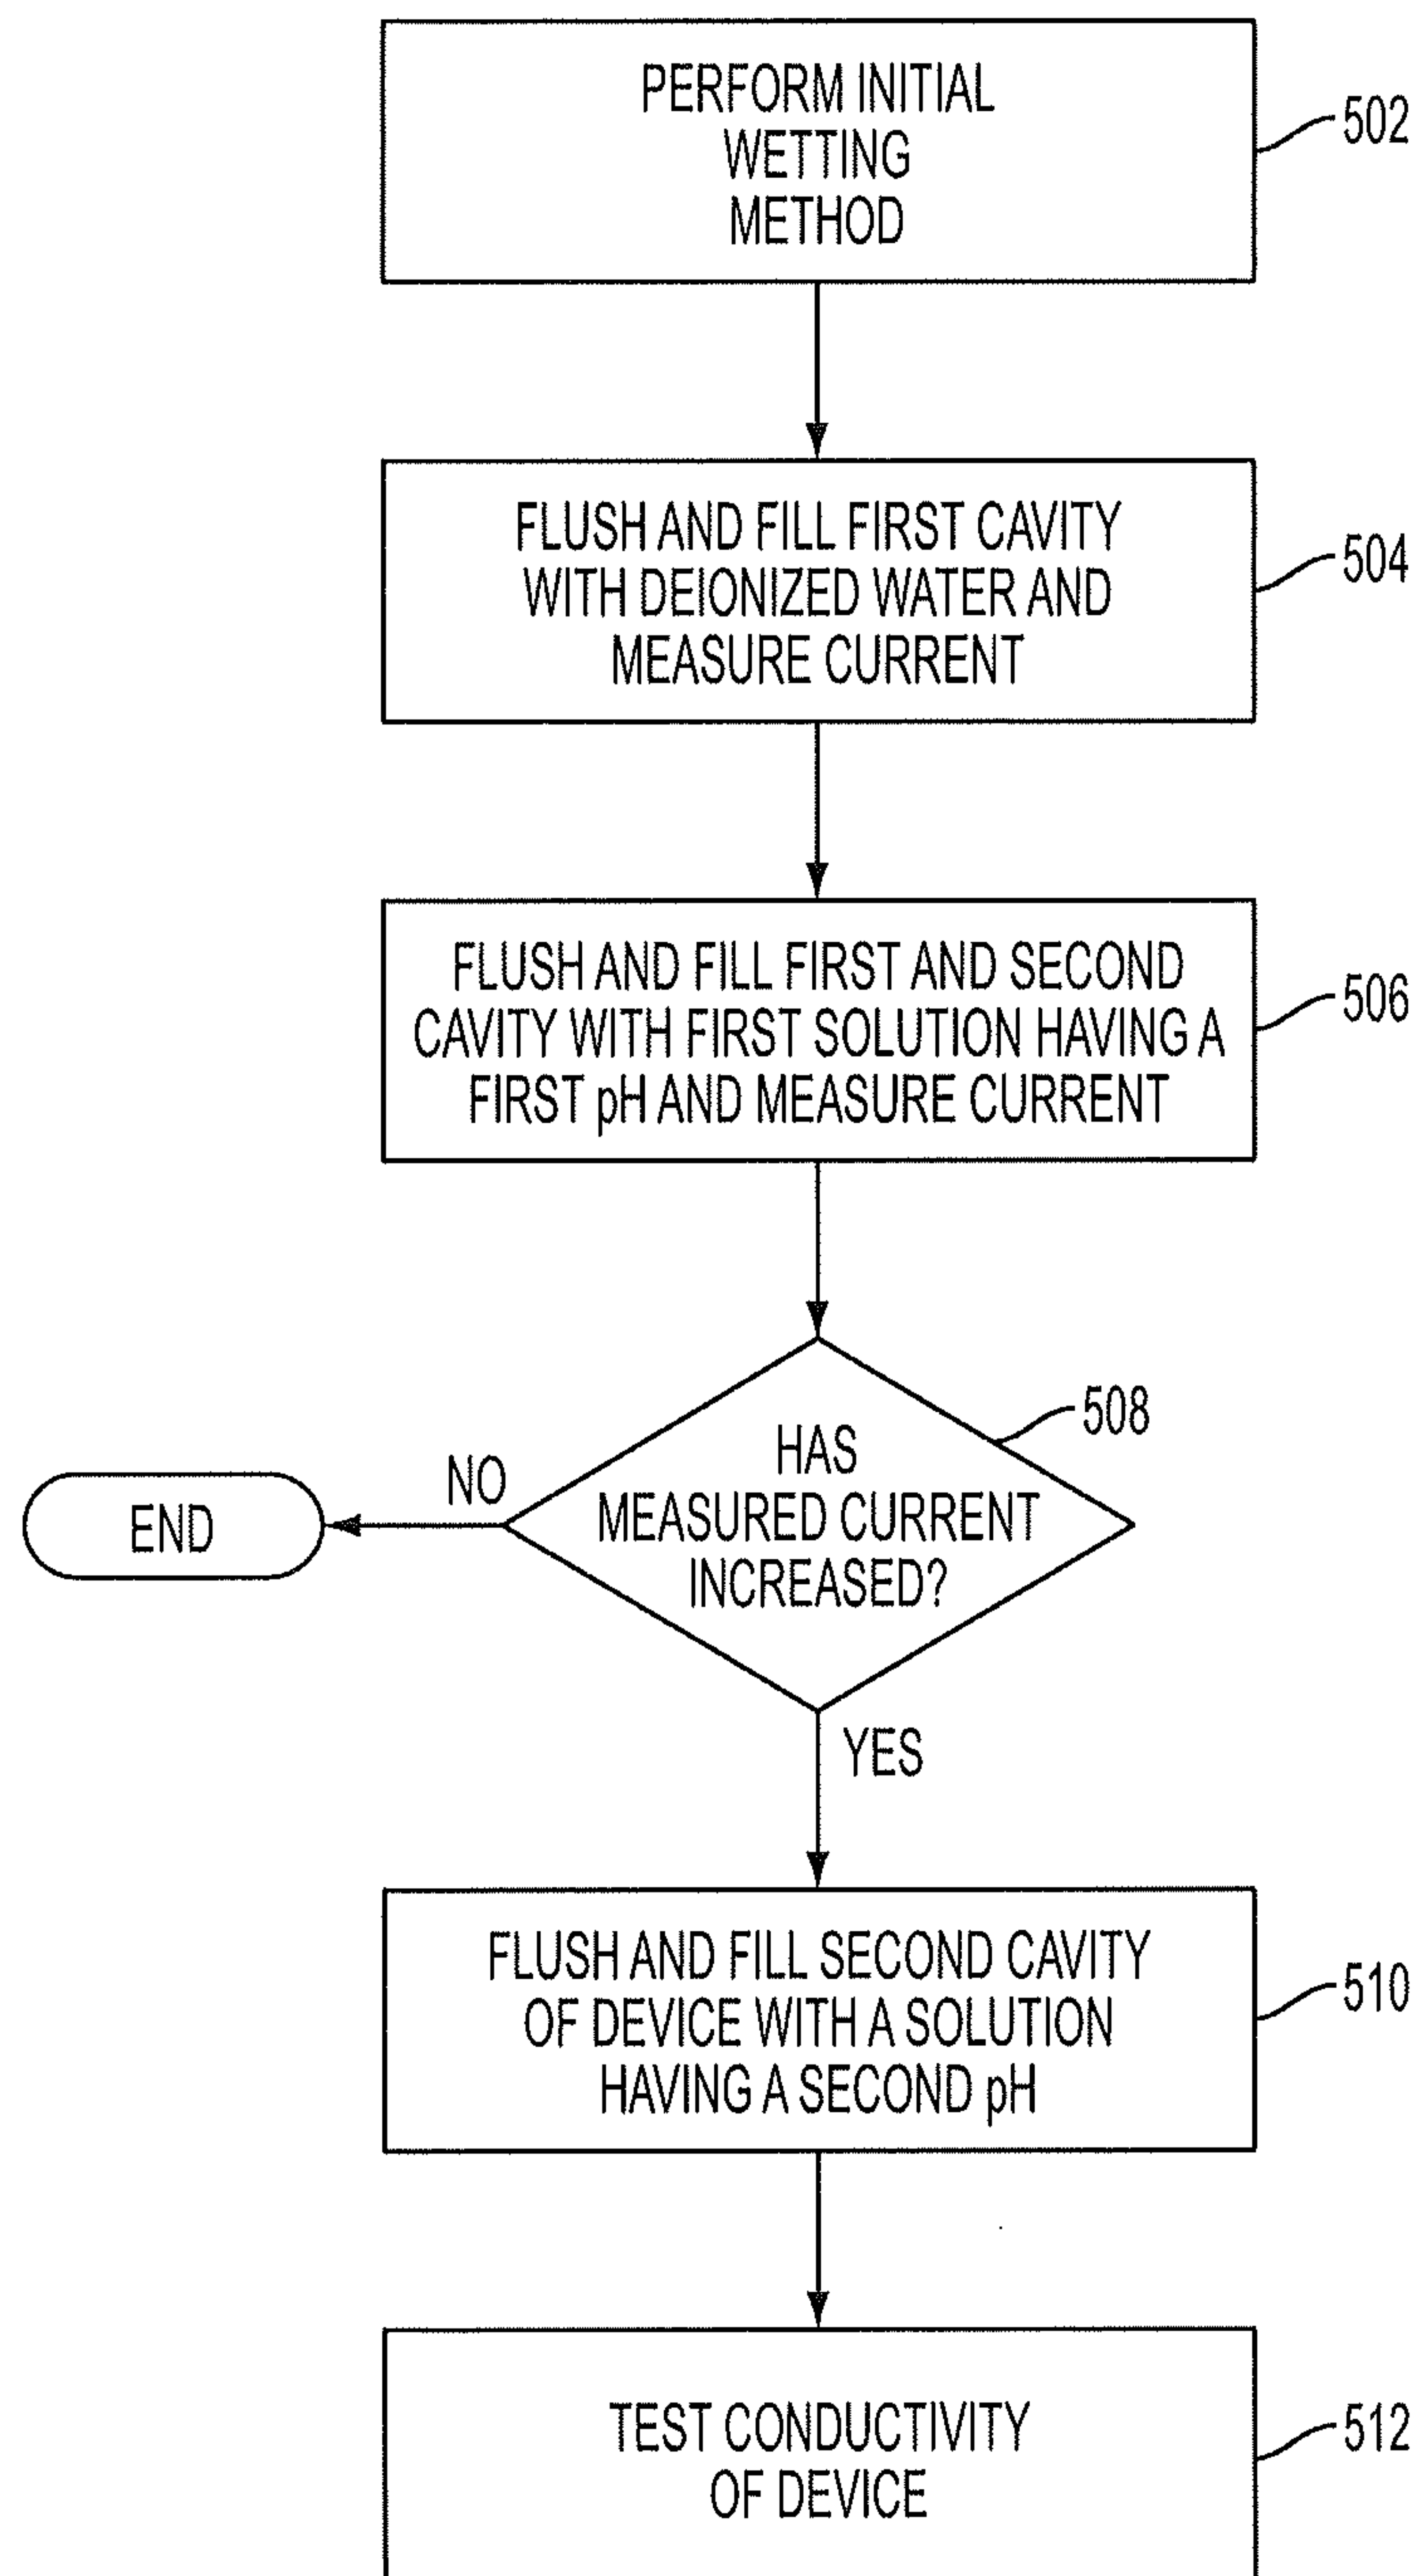 PERFORM INITIAL
WETTING
METHOD
502
FLUSH AND FILL FIRST CAVITY
WITH DEIONIZED WATER AND
MEASURE CURRENT
504
FLUSH AND FILL FIRST AND SECOND
CAVITY WITH FIRST SOLUTION HAVING A
FIRST pH AND MEASURE CURRENT
506
HAS
MEASURED CURRENT
INCREASED?
508
NO
END
YES
FLUSH AND FILL SECOND CAVITY
OF DEVICE WITH A SOLUTION
HAVING A SECOND pH
510
TEST CONDUCTIVITY
OF DEVICE
512